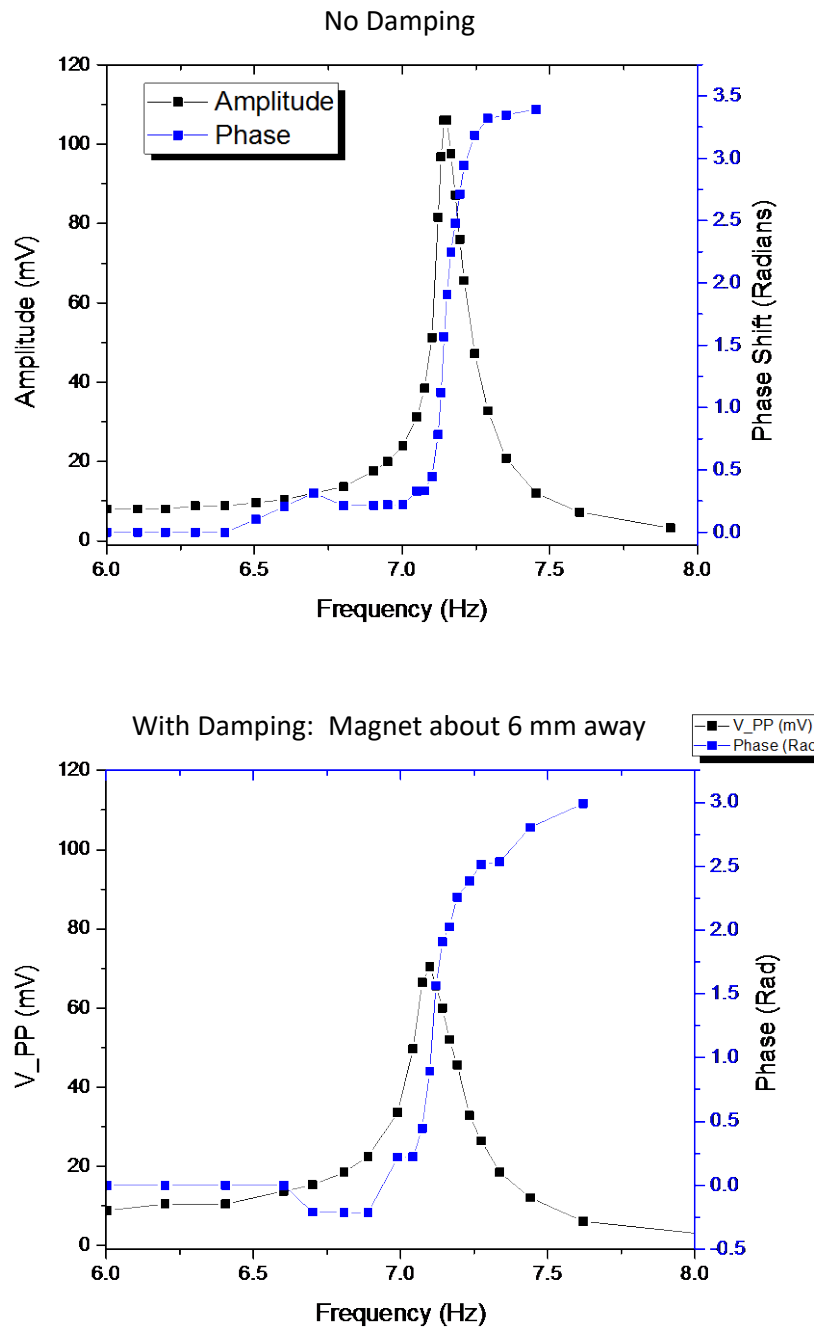 No Damping
120
100
80
60
40
20
0
Amplitude (mV)
Amplitude
Phase
3.5
3.0
2.5
2.0
1.5
1.0
0.5
0.0
Phase Shift (Radians)
6.0 6.5 7.0 7.5 8.0
Frequency (Hz)
With Damping: Magnet about 6 mm away
V_PP (mV)
Phase (Rad
120
100
80
60
40
20
0
V_PP (mV)
3.0
2.5
2.0
1.5
1.0
0.5
0.0
-0.5
Phase (Rad)
6.0 6.5 7.0 7.5 8.0
Frequency (Hz)